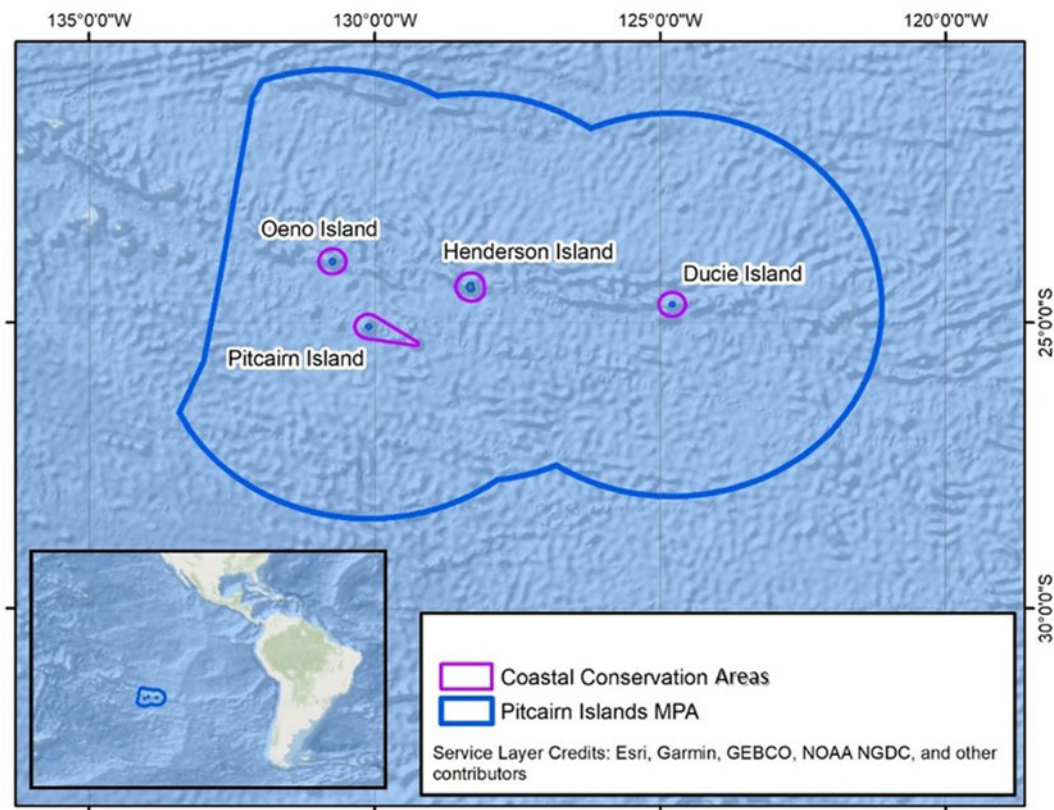 135°0'0"W
130°0'0"W
125°0'0"W
120°0'0"W
Oeno Island
Henderson Island
Ducie Island
25°0'0"S
Pitcairn Island
30°0'0"S
Coastal Conservation Areas
Pitcairn Islands MPA
Service Layer Credits: Esri, Garmin, GEBCO, NOAA NGDC, and other
contributors